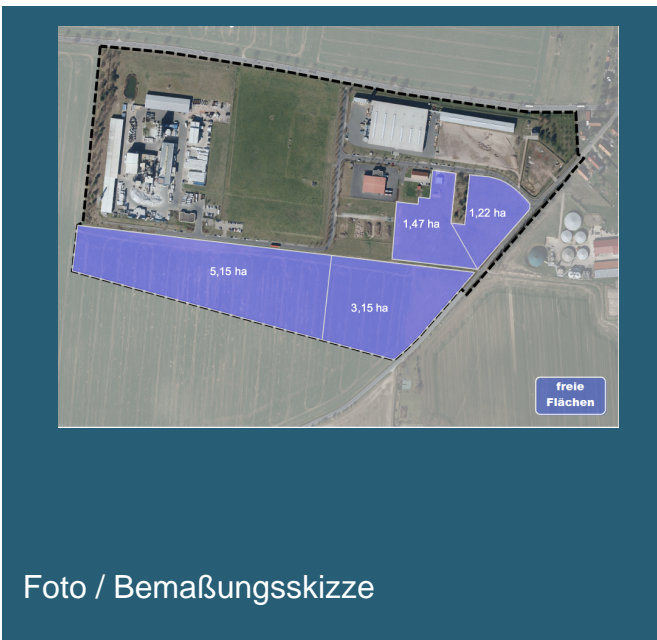 1,22 ha
1,47 ha
5,15 ha
3,15 ha
freie
Flächen
Foto / Bemaßungsskizze